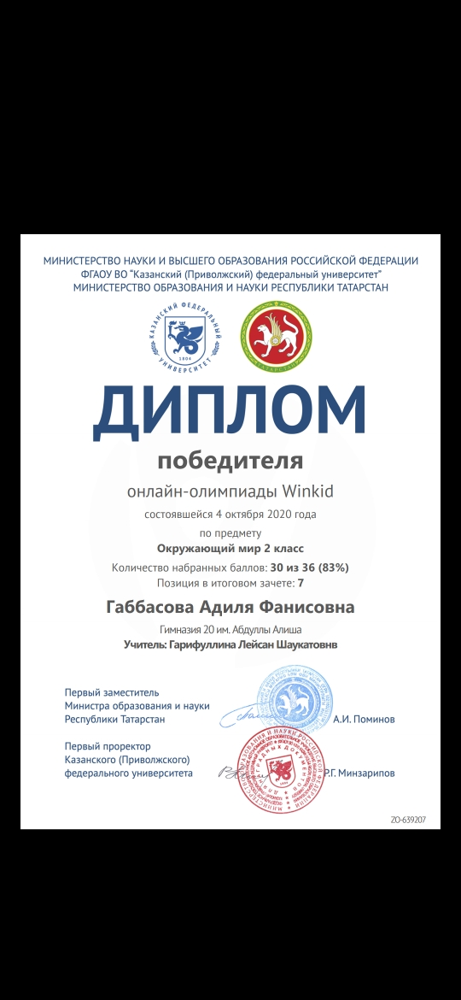 МИНИСТЕРСТВО НАУКИ И ВЫСШЕГО ОБРАЗОВАНИЯ РОССИЙСКОЙ ФЕДЕРАЦИИ
ФГАОУ ВО "Казанский (Приволжский) федеральный университет"
МИНИСТЕРСТВО ОБРАЗОВАНИЯ И НАУКИ РЕСПУБЛИКИ ТАТАРСТАН
КАЗАНСКИЙ ФЕДЕРАЛЬНЫЙ УНИВЕРСИТЕТ
1804
ТАТАРСТАН
ДИПЛОМ
победителя
онлайн-олимпиады Winkid
состоявшейся 4 октября 2020 года
по предмету
Окружающий мир 2 класс
Количество набранных баллов: 30 из 36 (83%)
Позиция в итоговом зачете: 7
Габбасова Адиля Фанисовна
Гимназия 20 им. Абдуллы Алиша
Учитель: Гарифуллина Лейсан Шаукатовнв
Первый заместитель
Министра образования и науки
Республики Татарстан
А.И. Поминов
Первый проректор
Казанского (Приволжского)
федерального университета
Р.Г. Минзарипов
ДЛЯ НАГРАДНЫХ ДОКУМЕНТОВ
ZO-639207